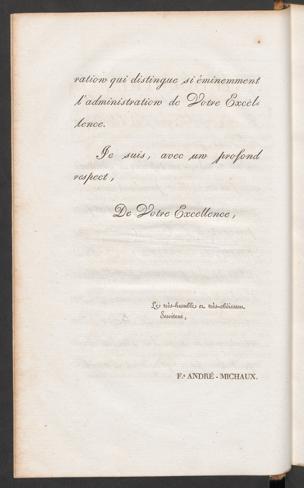 ration qui distingue si éminemment
l'administration de Votre Excel-
lence.
Je suis, avec un profond
respect,
De Votre Excellence,
Le très-humble et très-obéissant
Serviteur,
F.s ANDRÉ-MICHAUX.